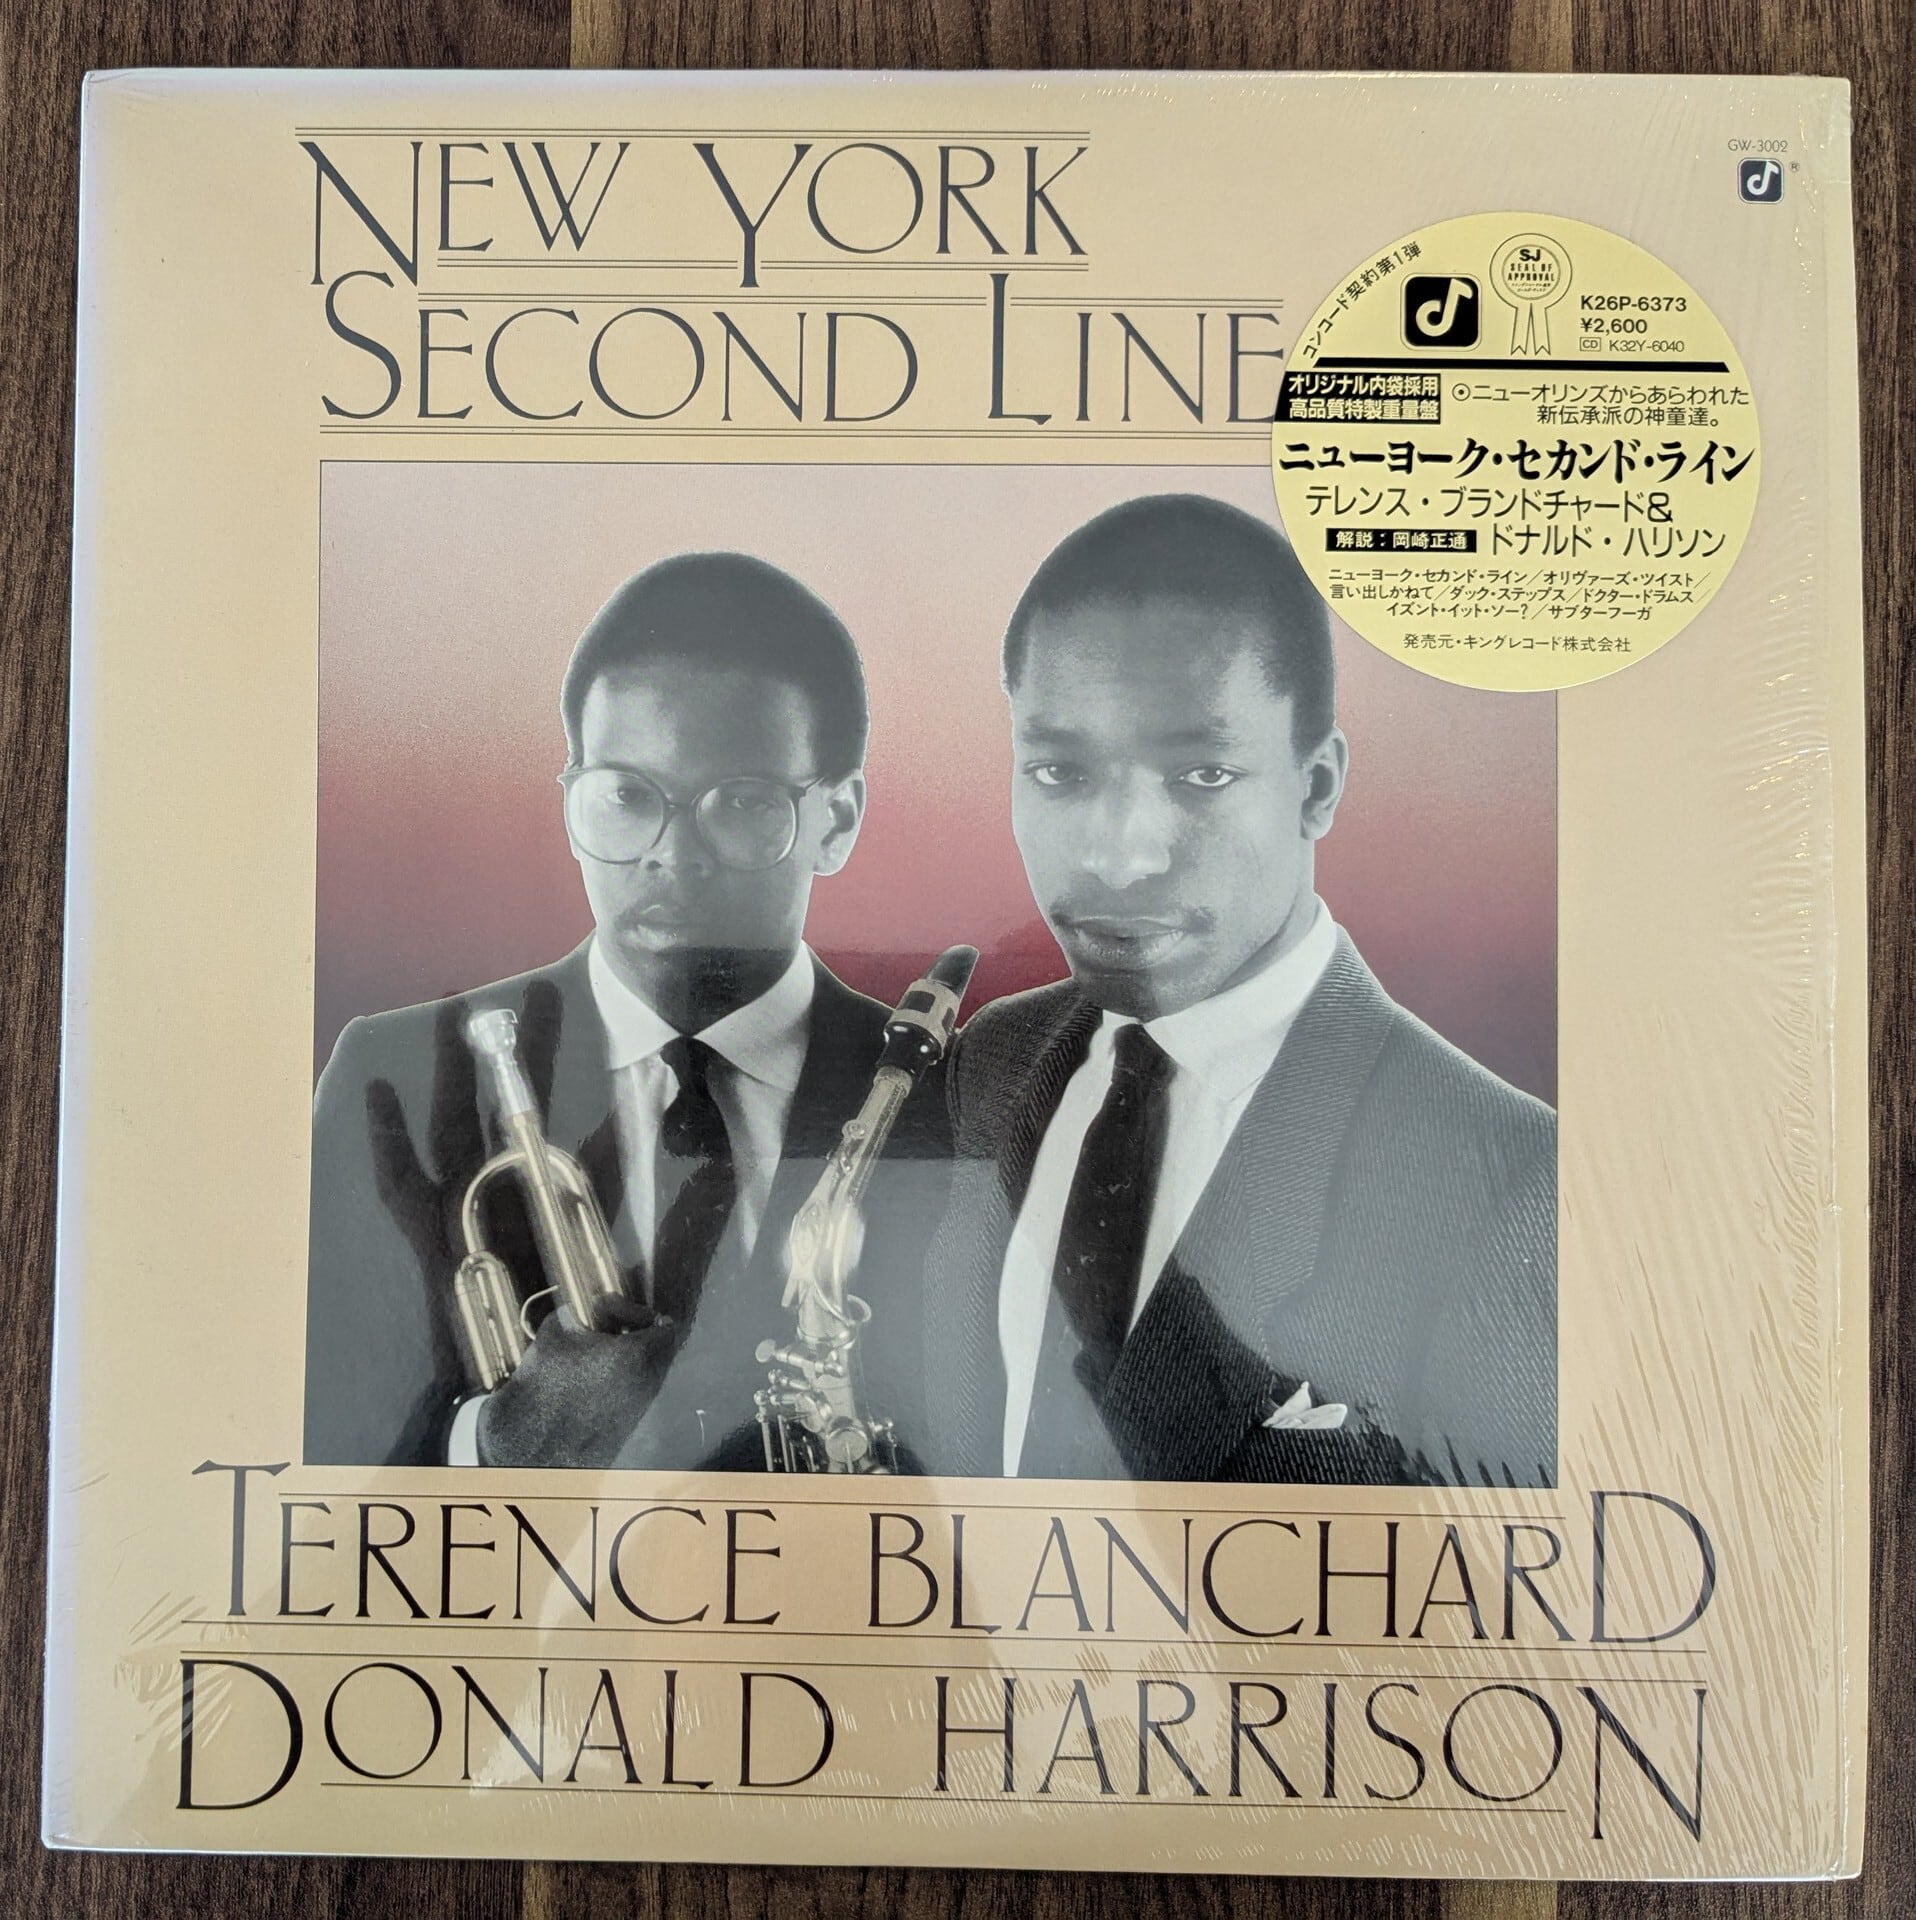 NEW YORK
SECOND LINE
GW-3002
®
コンコード契約第1弾
SJ
SEAL OF
APPROVAL
K26P-6373
¥2,600
CD K32Y-6040
オリジナル内袋採用
高品質特製重量盤
⦿ニューオリンズからあらわれた
新伝承派の神童達。
ニューヨーク・セカンド・ライン
テレンス・ブランドチャード&
解説:岡崎正通 ドナルド・ハリソン
ニューヨーク・セカンド・ライン/オリヴァーズ・ツイスト/
言い出しかねて/ダック・ステップス/ドクター・ドラムス/
イズント・イット・ソー?/サブターフーガ
発売元・キングレコード株式会社
TERENCE BLANCHARD
DONALD HARRISON